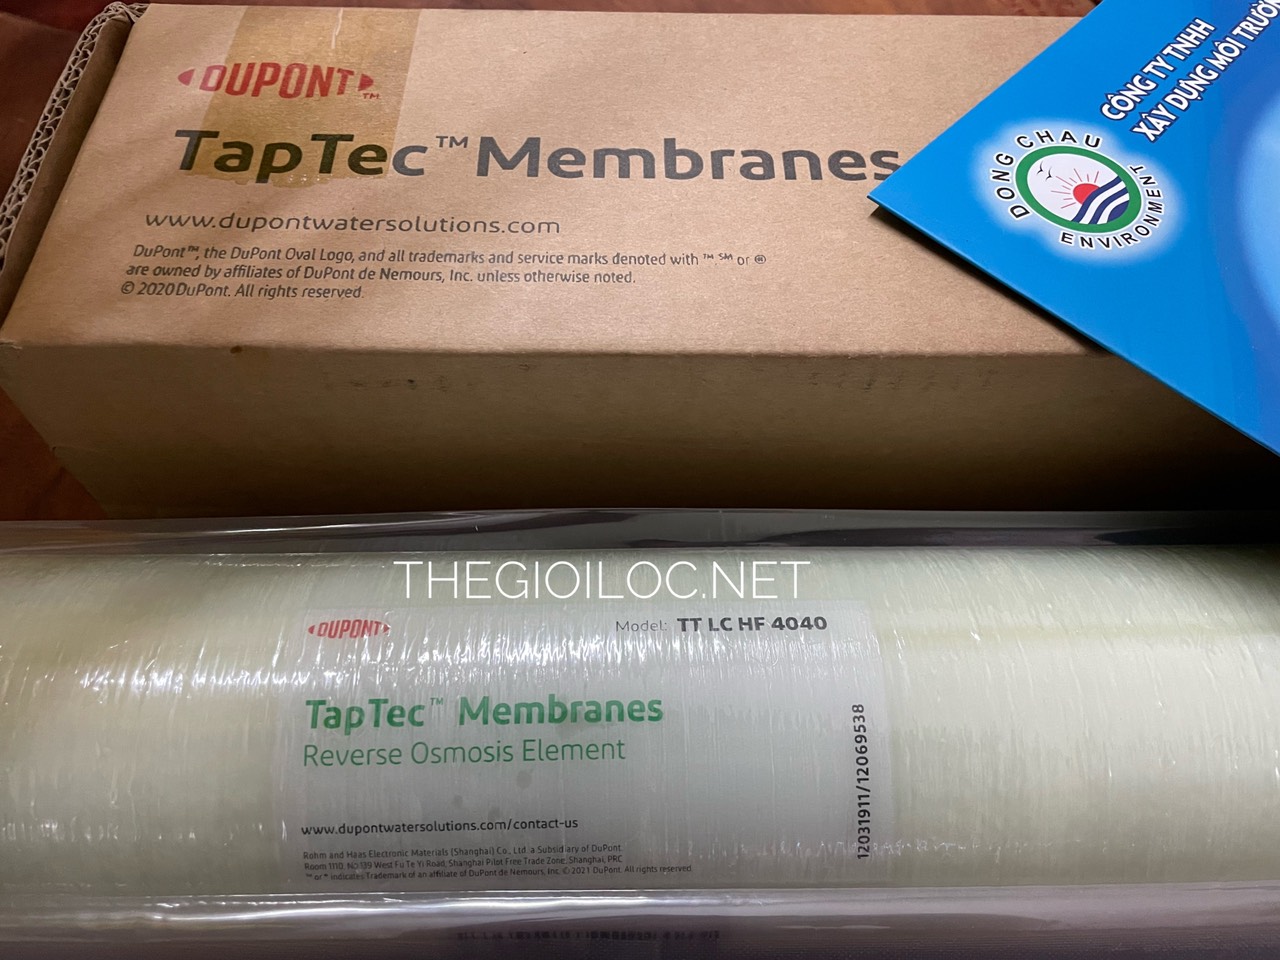 DUPONT™
TapTec™ Membranes
www.dupontwatersolutions.com
DuPont™, the DuPont Oval Logo, and all trademarks and service marks denoted with ™ ℠ or ®
are owned by affiliates of DuPont de Nemours, Inc. unless otherwise noted.
© 2020 DuPont. All rights reserved.
CÔNG TY TNHH
XÂY DỰNG MÔI TRƯỜN
DONG CHAU
ENVIRONMENT
THEGIOILOC.NET
DUPONT
Model: TT LC HF 4040
TapTec™ Membranes
Reverse Osmosis Element
12031911/12069538
www.dupontwatersolutions.com/contact-us
Rohm and Haas Electronic Materials (Shanghai) Co., Ltd. a Subsidiary of DuPont
Room 1110, No.139 West Fu Te Yi Road, Shanghai Pilot Free Trade Zone, Shanghai, PRC
™ or ® indicates Trademark of an affiliate of DuPont de Nemours, Inc. © 2021 DuPont. All rights reserved